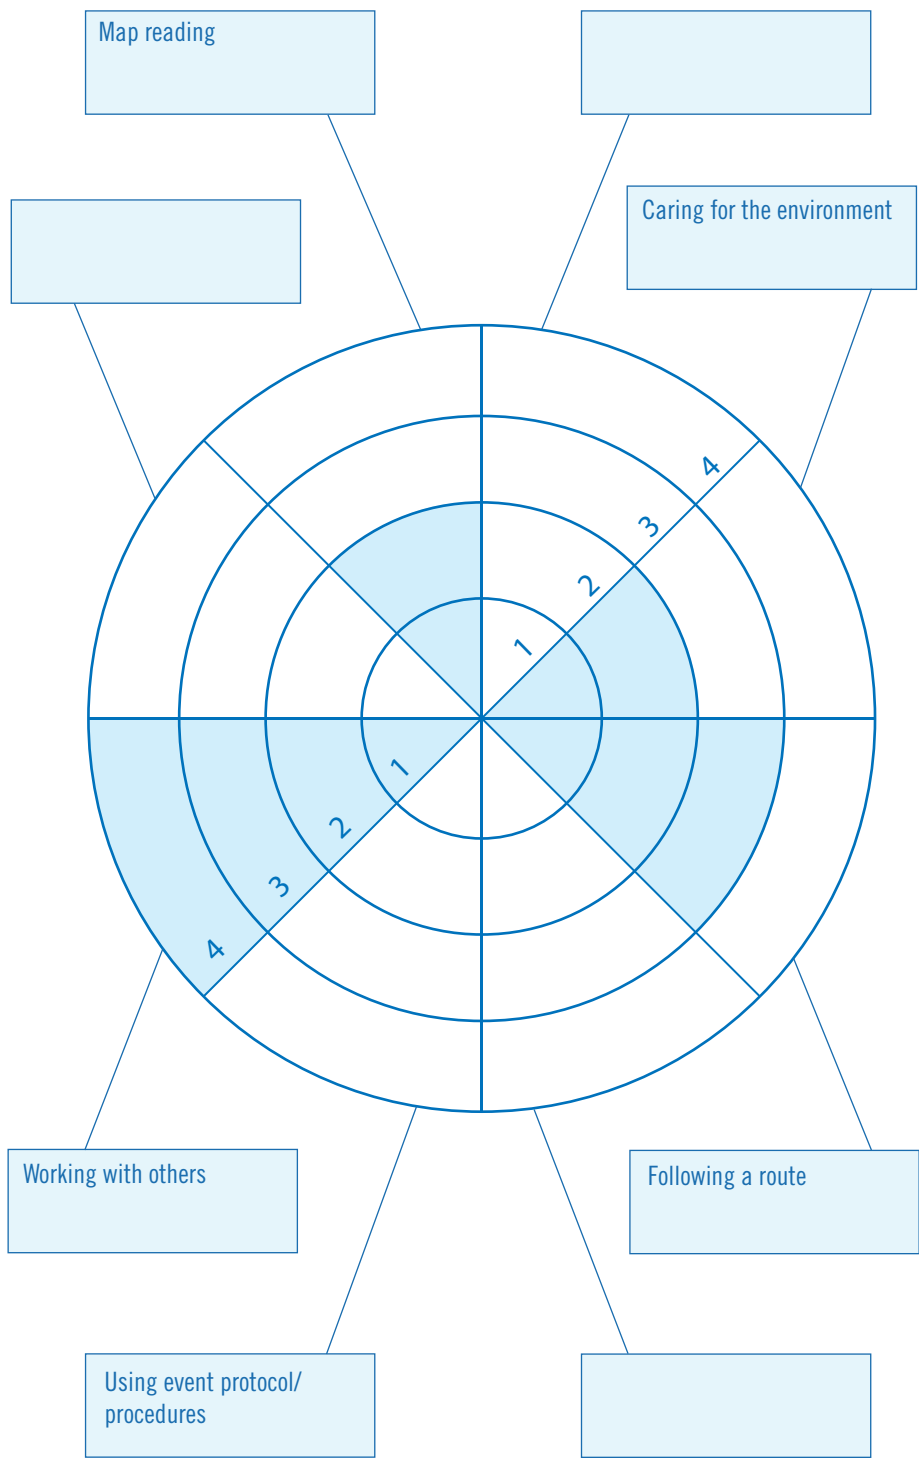 Map reading
Caring for the environment
4
3
2
1
1
2
3
4
Working with others
Following a route
Using event protocol/
procedures